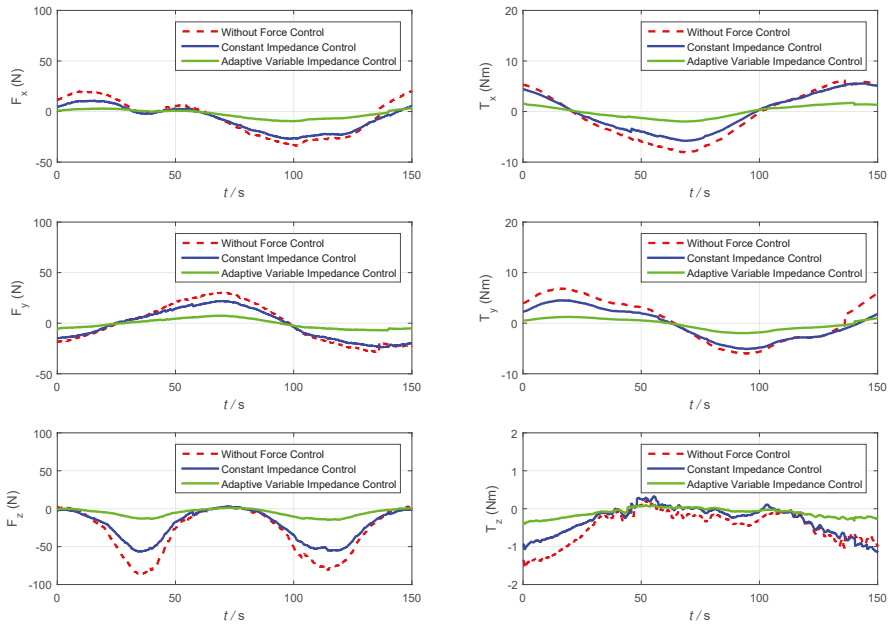 100
50
0
-50
F_x (N)
0
50
100
150
t / s
Without Force Control
Constant Impedance Control
Adaptive Variable Impedance Control
20
10
0
-10
T_x (Nm)
0
50
100
150
t / s
Without Force Control
Constant Impedance Control
Adaptive Variable Impedance Control
100
50
0
-50
F_y (N)
0
50
100
150
t / s
Without Force Control
Constant Impedance Control
Adaptive Variable Impedance Control
20
10
0
-10
T_y (Nm)
0
50
100
150
t / s
Without Force Control
Constant Impedance Control
Adaptive Variable Impedance Control
100
50
0
-50
-100
F_z (N)
0
50
100
150
t / s
Without Force Control
Constant Impedance Control
Adaptive Variable Impedance Control
2
1
0
-1
-2
T_z (Nm)
0
50
100
150
t / s
Without Force Control
Constant Impedance Control
Adaptive Variable Impedance Control